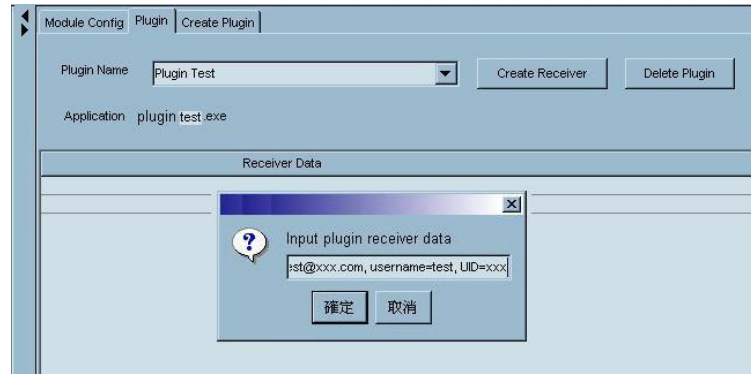 Module Config Plugin Create Plugin
Plugin Name Plugin Test Create Receiver Delete Plugin
Application plugin test .exe
Receiver Data
Input plugin receiver data
est@xxx.com, username=test, UID=xxx
確定 取消